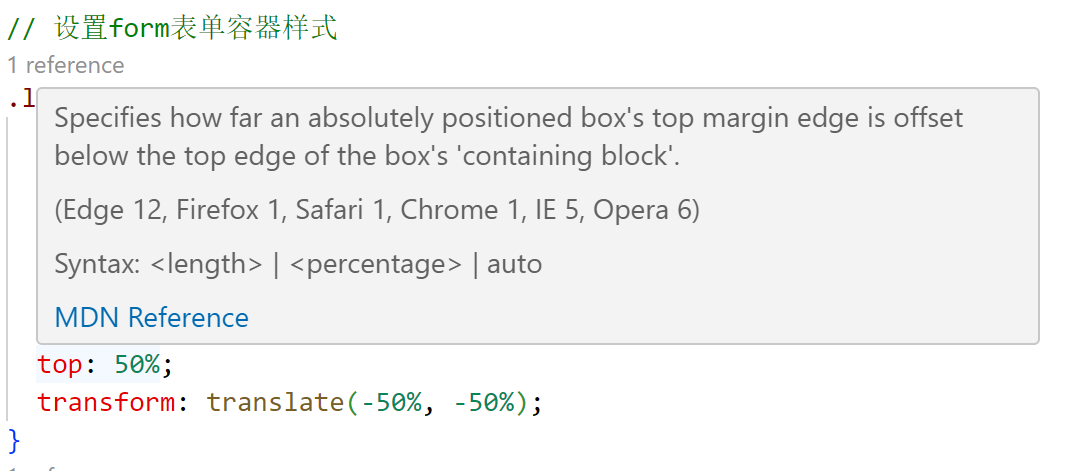 // 设置form表单容器样式
1 reference
.l
Specifies how far an absolutely positioned box's top margin edge is offset
below the top edge of the box's 'containing block'.
(Edge 12, Firefox 1, Safari 1, Chrome 1, IE 5, Opera 6)
Syntax: <length> | <percentage> | auto
MDN Reference
top: 50%;
transform: translate(-50%, -50%);
}